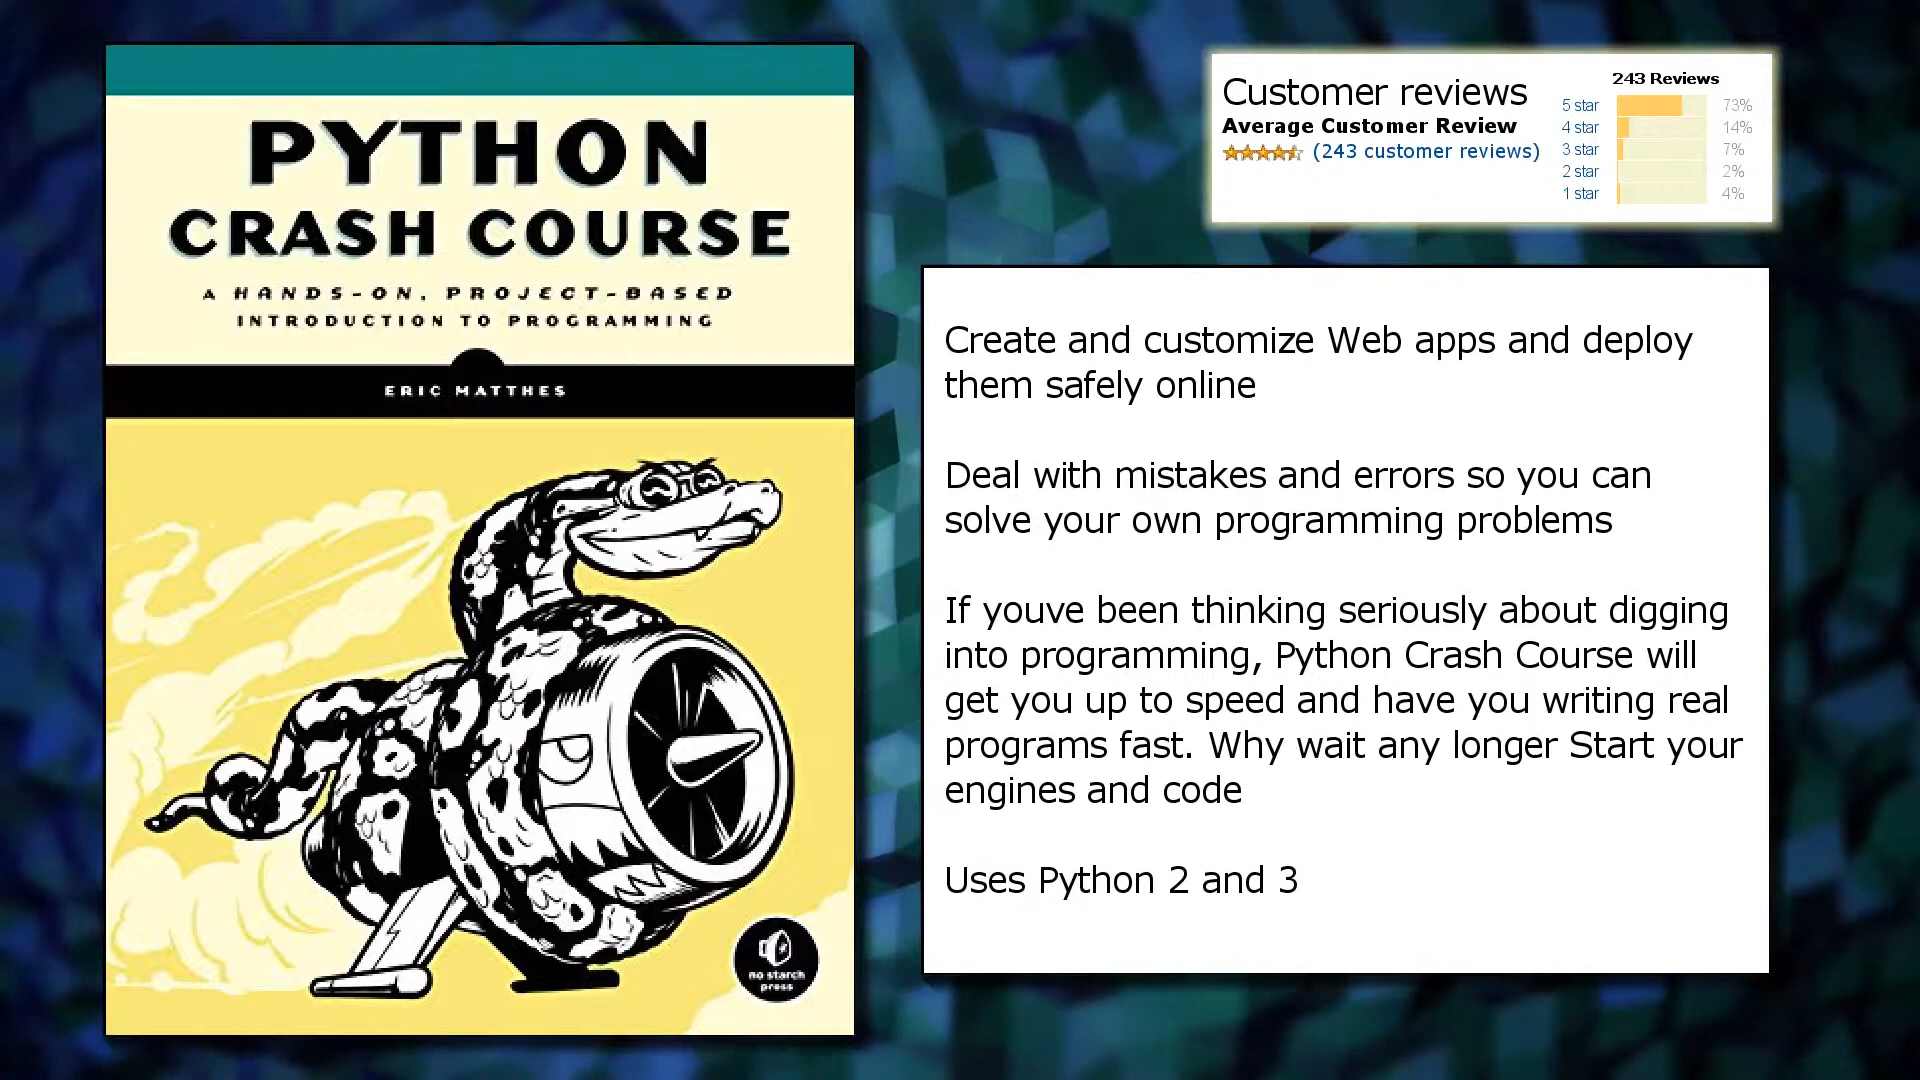 PYTHON
CRASH COURSE
A HANDS-ON, PROJECT-BASED
INTRODUCTION TO PROGRAMMING
ERIC MATTHES
no starch
press
Customer reviews
Average Customer Review
(243 customer reviews)
243 Reviews
5 star 73%
4 star 14%
3 star 7%
2 star 2%
1 star 4%
Create and customize Web apps and deploy
them safely online
Deal with mistakes and errors so you can
solve your own programming problems
If youve been thinking seriously about digging
into programming, Python Crash Course will
get you up to speed and have you writing real
programs fast. Why wait any longer Start your
engines and code
Uses Python 2 and 3